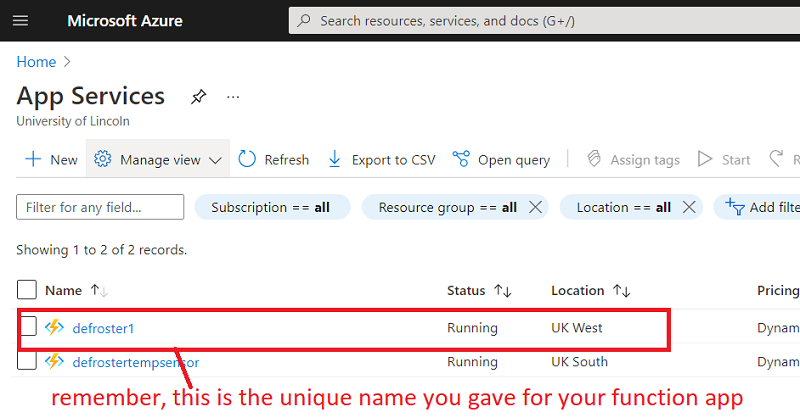 Microsoft Azure
Search resources, services, and docs (G+/)
Home
App Services
...
University of Lincoln
New Manage view Refresh Export to CSV Open query Assign tags Start R
Filter for any field... Subscription == all Resource group == all Location == all Add filte
Showing 1 to 2 of 2 records.
Name Status Location Pricing
defroster1 Running UK West Dynam
defrostertempsensor Running UK South Dynam
remember, this is the unique name you gave for your function app